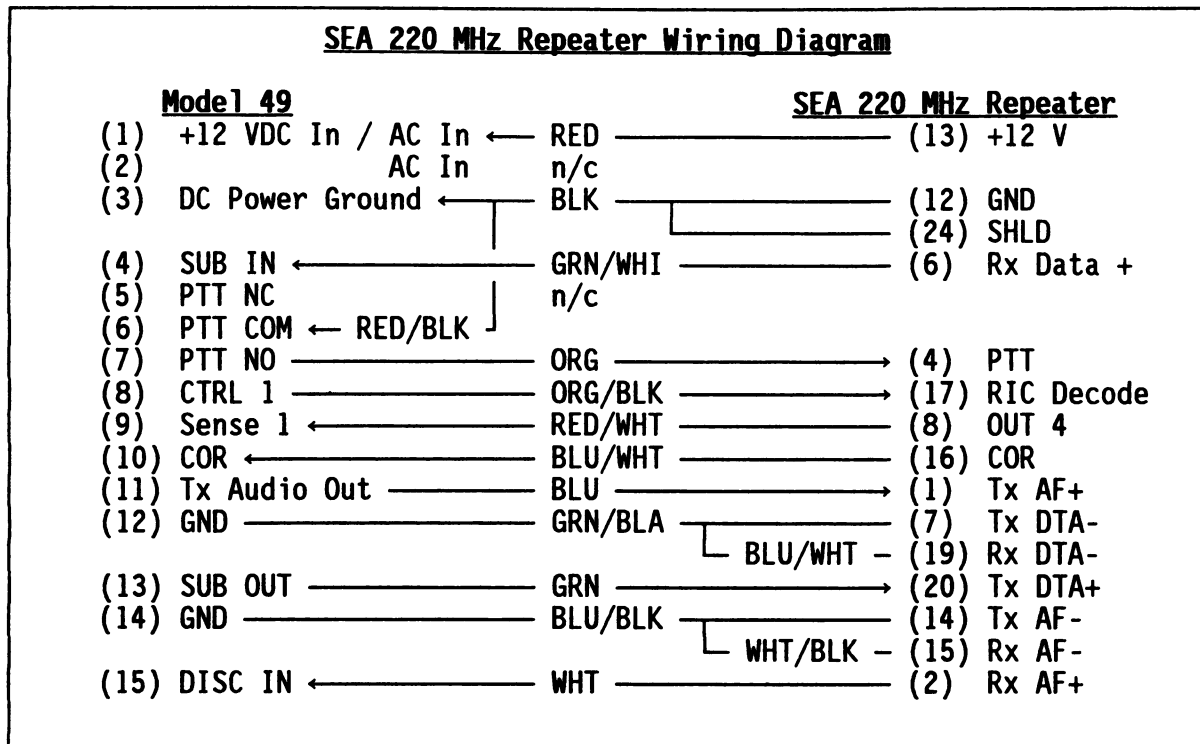 SEA 220 MHz Repeater Wiring Diagram
Model 49 SEA 220 MHz Repeater
(1) +12 VDC In / AC In ← RED (13) +12 V
(2) AC In n/c
(3) DC Power Ground ← BLK (12) GND
(24) SHLD
(4) SUB IN ← GRN/WHI (6) Rx Data +
(5) PTT NC n/c
(6) PTT COM ← RED/BLK
(7) PTT NO ORG → (4) PTT
(8) CTRL 1 ORG/BLK → (17) RIC Decode
(9) Sense 1 ← RED/WHT (8) OUT 4
(10) COR ← BLU/WHT (16) COR
(11) Tx Audio Out BLU → (1) Tx AF+
(12) GND GRN/BLA (7) Tx DTA-
BLU/WHT (19) Rx DTA-
(13) SUB OUT GRN → (20) Tx DTA+
(14) GND BLU/BLK (14) Tx AF-
WHT/BLK (15) Rx AF-
(15) DISC IN ← WHT (2) Rx AF+